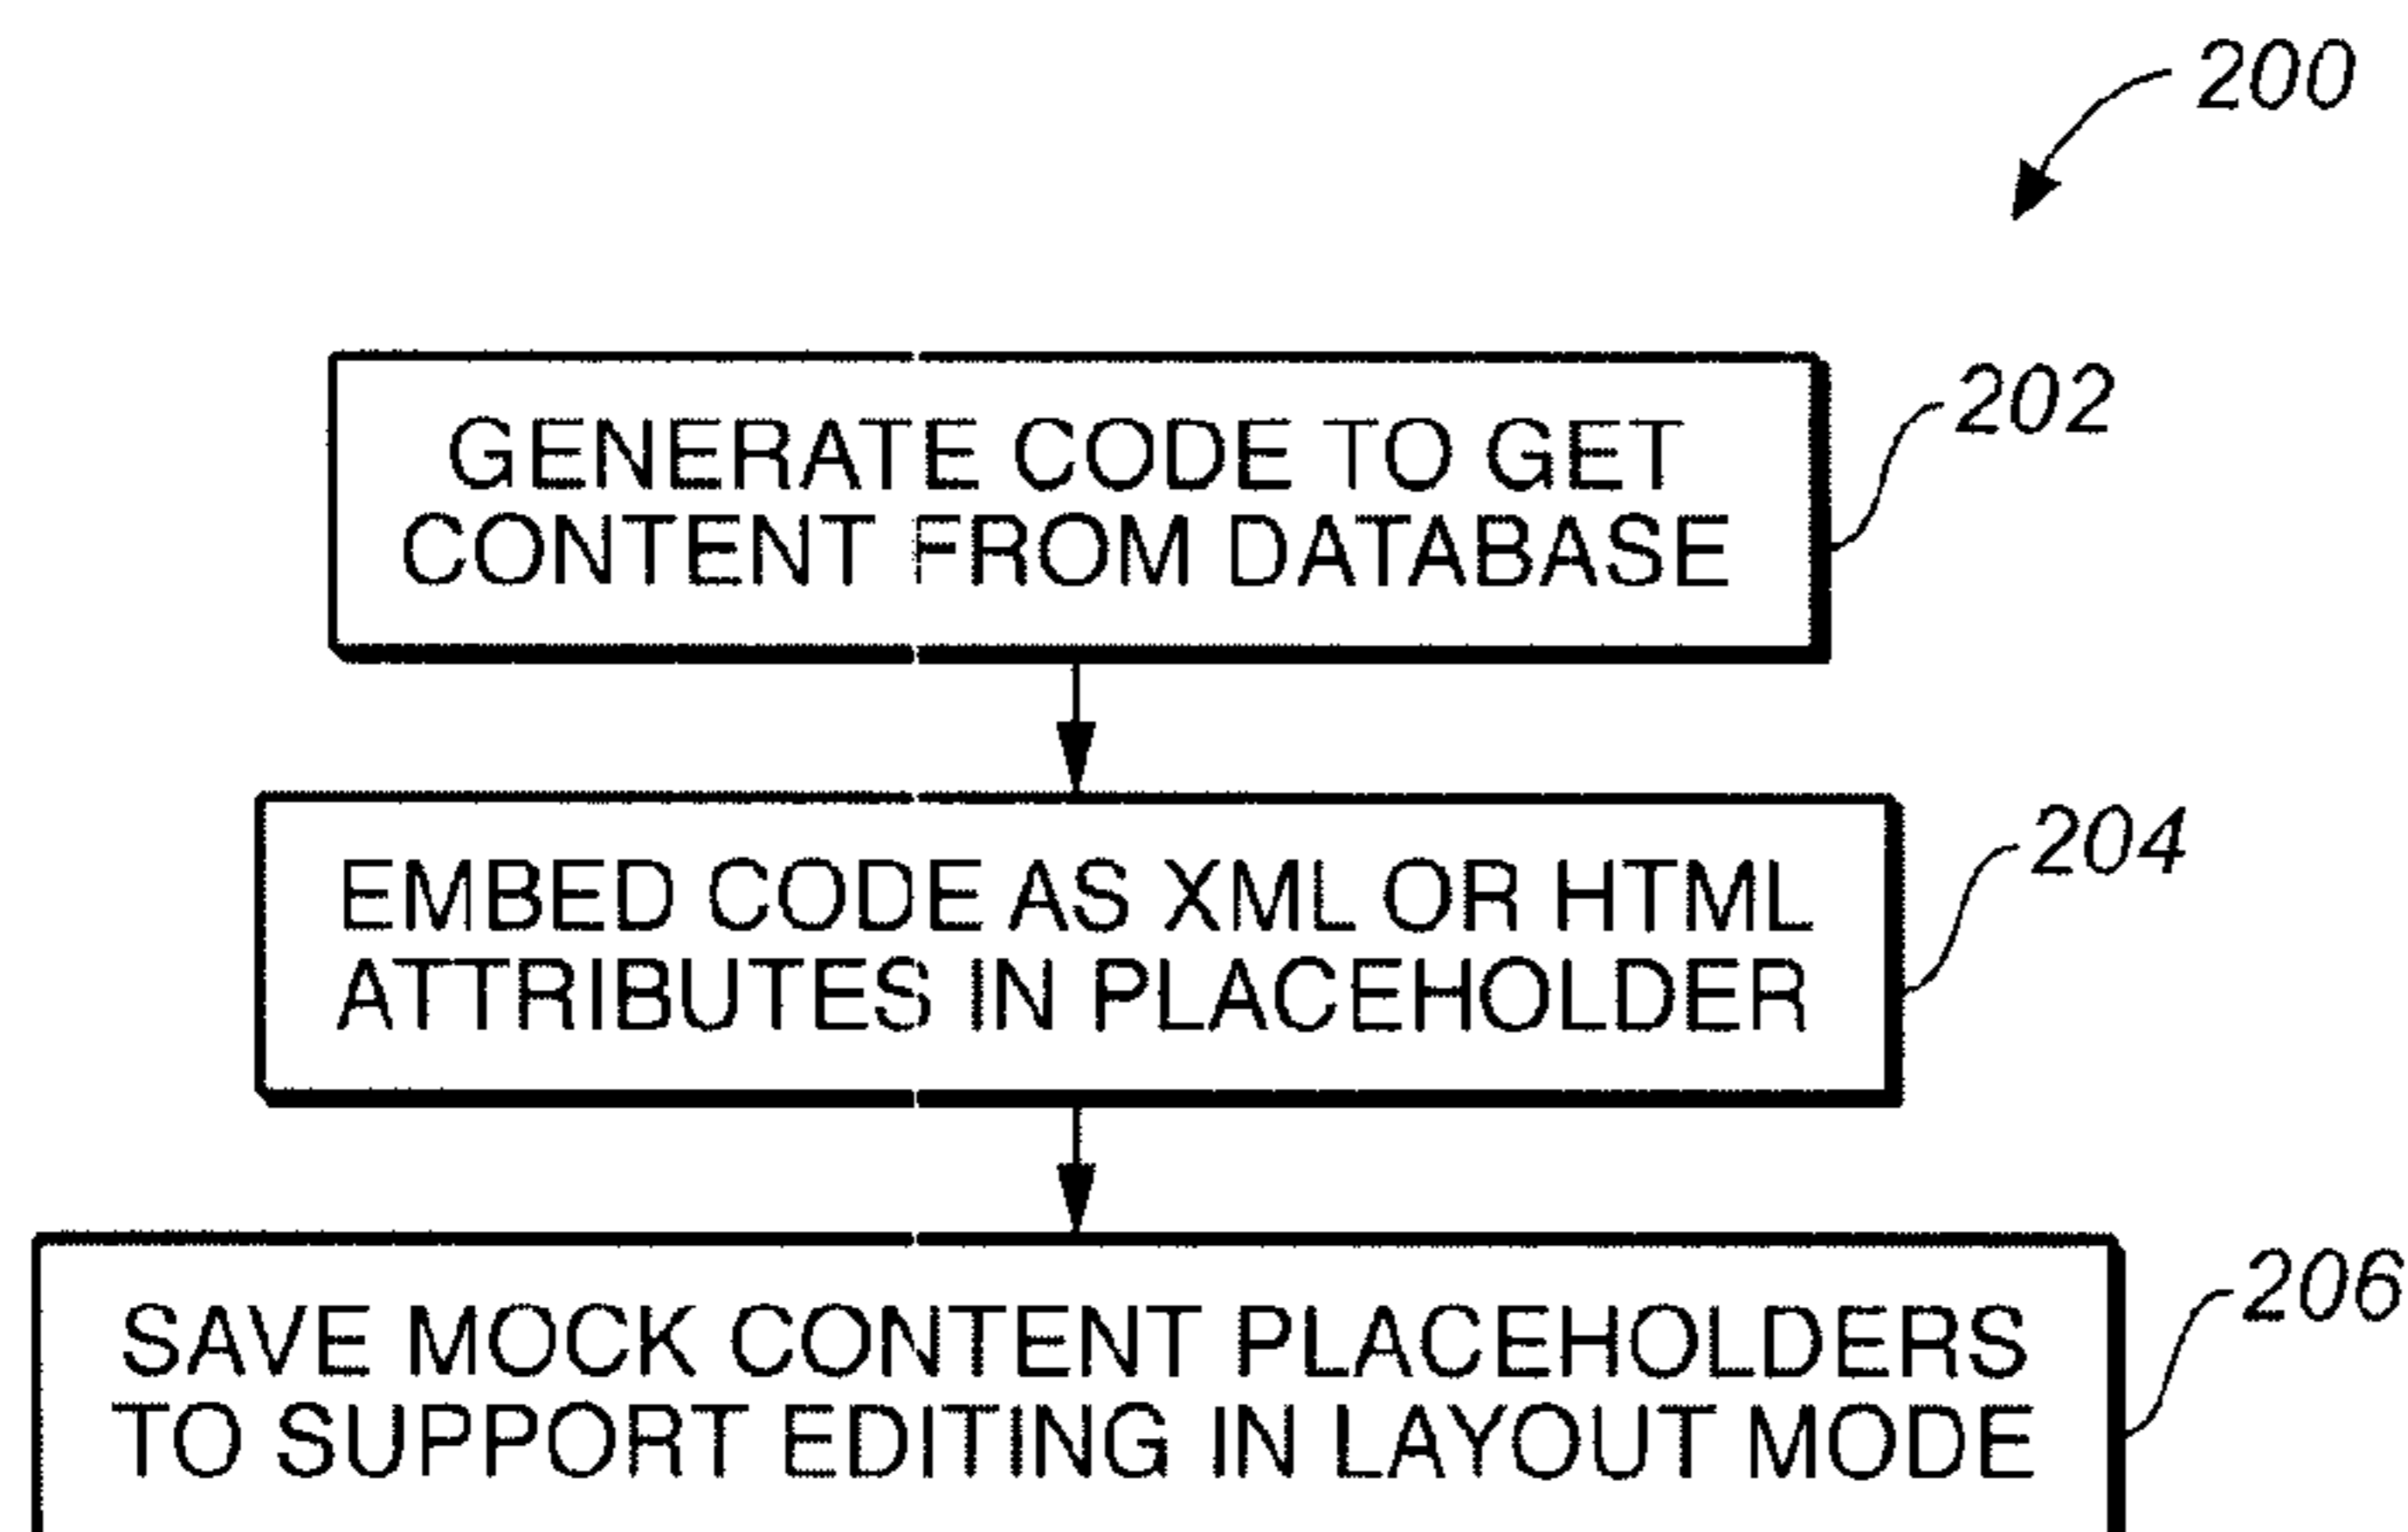 200
GENERATE CODE TO GET
CONTENT FROM DATABASE
202
EMBED CODE AS XML OR HTML
ATTRIBUTES IN PLACEHOLDER
204
SAVE MOCK CONTENT PLACEHOLDERS
TO SUPPORT EDITING IN LAYOUT MODE
206